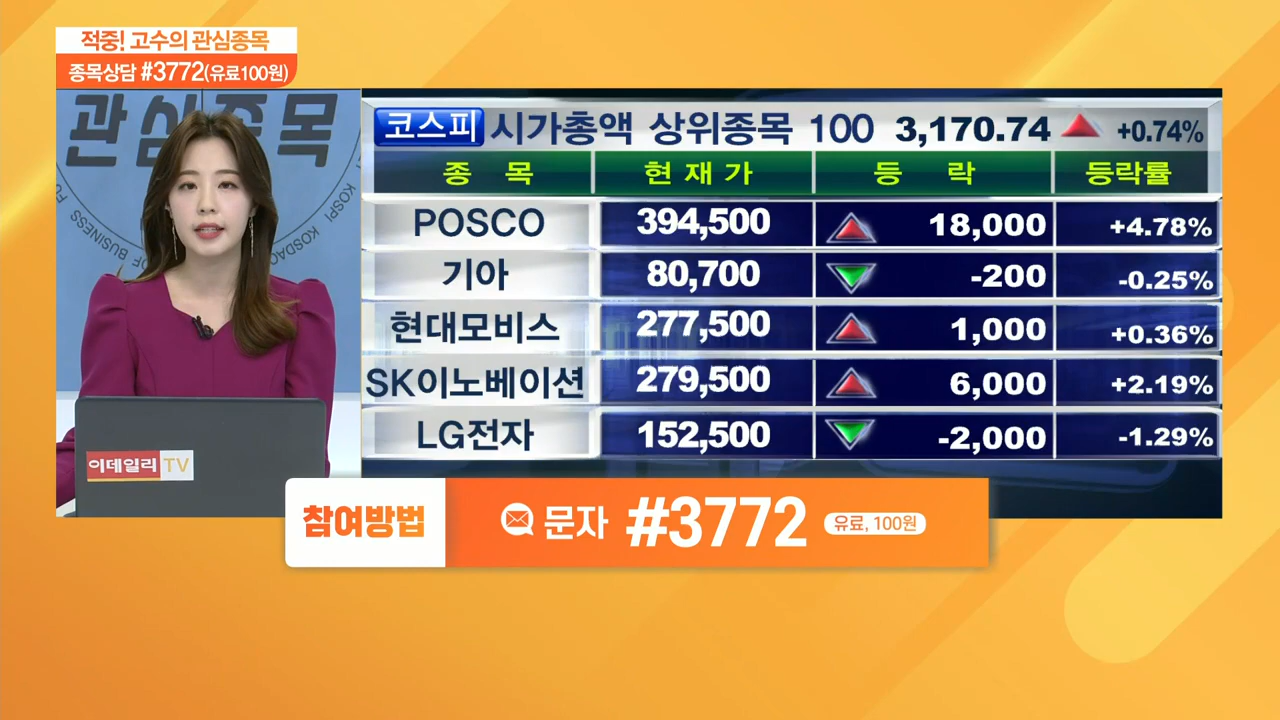 적중! 고수의 관심종목
종목상담 #3772(유료100원)
관심종목
KOSPI
KOSDAQ
OF BUSINESS
이데일리 TV
코스피 시가총액 상위종목 100 3,170.74 ▲ +0.74%
종 목 현 재 가 등 락 등락률
POSCO 394,500 ▲ 18,000 +4.78%
기아 80,700 ▼ -200 -0.25%
현대모비스 277,500 ▲ 1,000 +0.36%
SK이노베이션 279,500 ▲ 6,000 +2.19%
LG전자 152,500 ▼ -2,000 -1.29%
참여방법 문자 #3772 유료, 100원